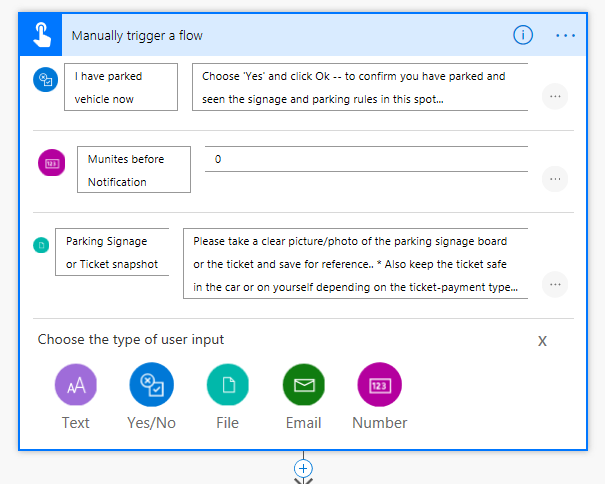 Manually trigger a flow
I have parked
vehicle now
Choose 'Yes' and click Ok -- to confirm you have parked and
seen the signage and parking rules in this spot...
Munites before
Notification
0
Parking Signage
or Ticket snapshot
Please take a clear picture/photo of the parking signage board
or the ticket and save for reference.. * Also keep the ticket safe
in the car or on yourself depending on the ticket-payment type...
Choose the type of user input
X
AA
Text
Yes/No
File
Email
123
Number